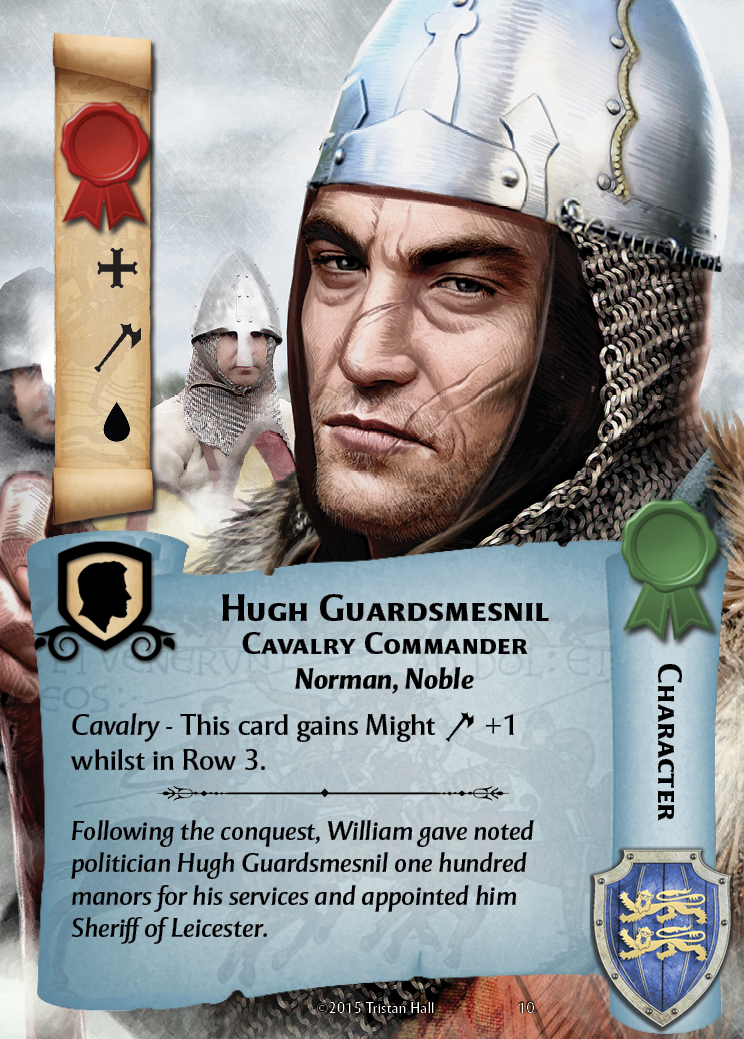 Hugh Guardsmesnil
Cavalry Commander
Norman, Noble
Cavalry - This card gains Might +1
whilst in Row 3.
Following the conquest, William gave noted
politician Hugh Guardsmesnil one hundred
manors for his services and appointed him
Sheriff of Leicester.
Character
©2015 Tristan Hall
10